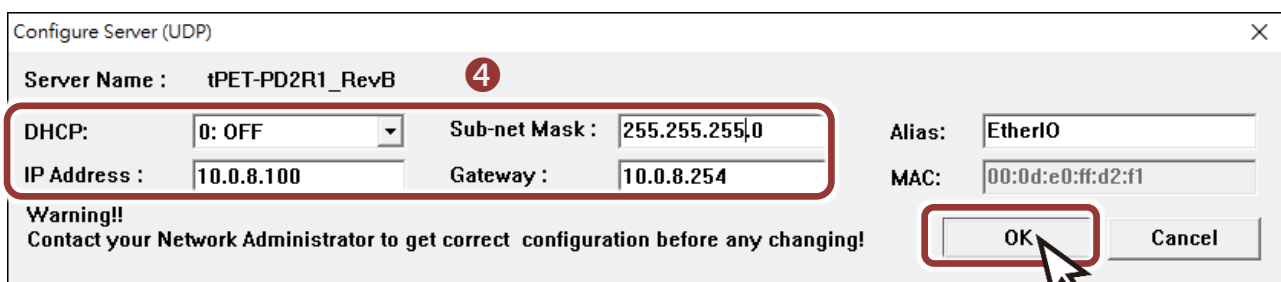 Configure Server (UDP)
Server Name : tPET-PD2R1_RevB 4
DHCP: 0: OFF Sub-net Mask : 255.255.255.0 Alias: EtherIO
IP Address : 10.0.8.100 Gateway : 10.0.8.254 MAC: 00:0d:e0:ff:d2:f1
Warning!!
Contact your Network Administrator to get correct configuration before any changing!
OK Cancel